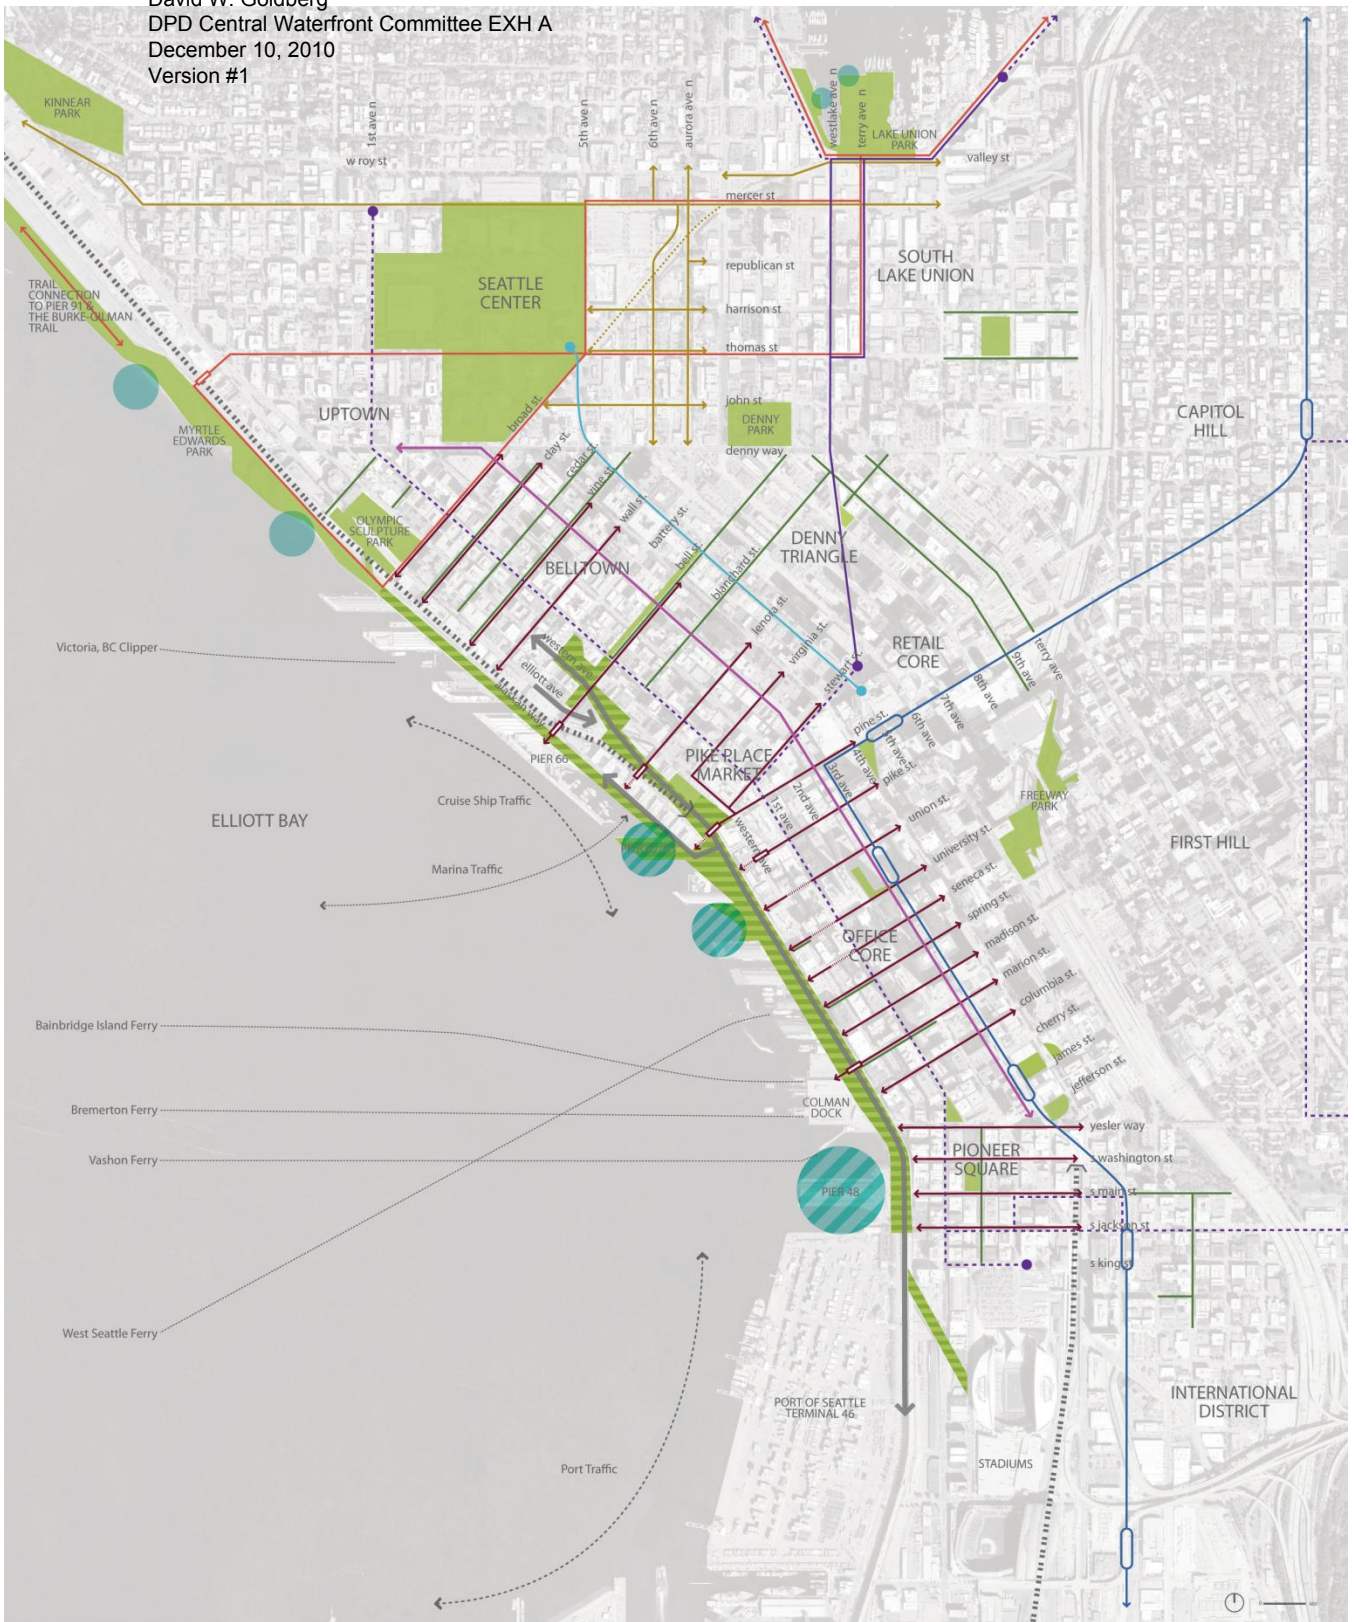 David W. Goldberg
DPD Central Waterfront Committee EXH A
December 10, 2010
Version #1
KINNEAR
PARK
1st ave n
w roy st
5th ave n
6th ave n
aurora ave n
westlake ave n
terry ave n
LAKE UNION
PARK
valley st
mercer st
TRAIL
CONNECTION
TO PIER 91 &
THE BURKE-GILMAN
TRAIL
SEATTLE
CENTER
republican st
SOUTH
LAKE UNION
harrison st
thomas st
john st
UPTOWN
broad st.
DENNY
PARK
denny way
CAPITOL
HILL
MYRTLE
EDWARDS
PARK
clay st.
cedar st.
vine st.
wall st.
battery st.
bell st.
blanchard st.
lenora st.
virginia st.
stewart st.
OLYMPIC
SCULPTURE
PARK
BELLTOWN
DENNY
TRIANGLE
RETAIL
CORE
terry ave
9th ave
8th ave
7th ave
6th ave
5th ave
4th ave
3rd ave
2nd ave
1st ave
Victoria, BC Clipper
western ave
elliott ave
alaskan way
PIER 66
PIKE PLACE
MARKET
pine st.
pike st.
union st.
university st.
seneca st.
spring st.
madison st.
marion st.
columbia st.
cherry st.
james st.
jefferson st.
FREEWAY
PARK
FIRST HILL
Cruise Ship Traffic
ELLIOTT BAY
Marina Traffic
western ave
OFFICE
CORE
Bainbridge Island Ferry
Bremerton Ferry
Vashon Ferry
COLMAN
DOCK
yesler way
PIONEER
SQUARE
s washington st
PIER 48
s main st
s jackson st
s king st
West Seattle Ferry
PORT OF SEATTLE
TERMINAL 46
INTERNATIONAL
DISTRICT
STADIUMS
Port Traffic